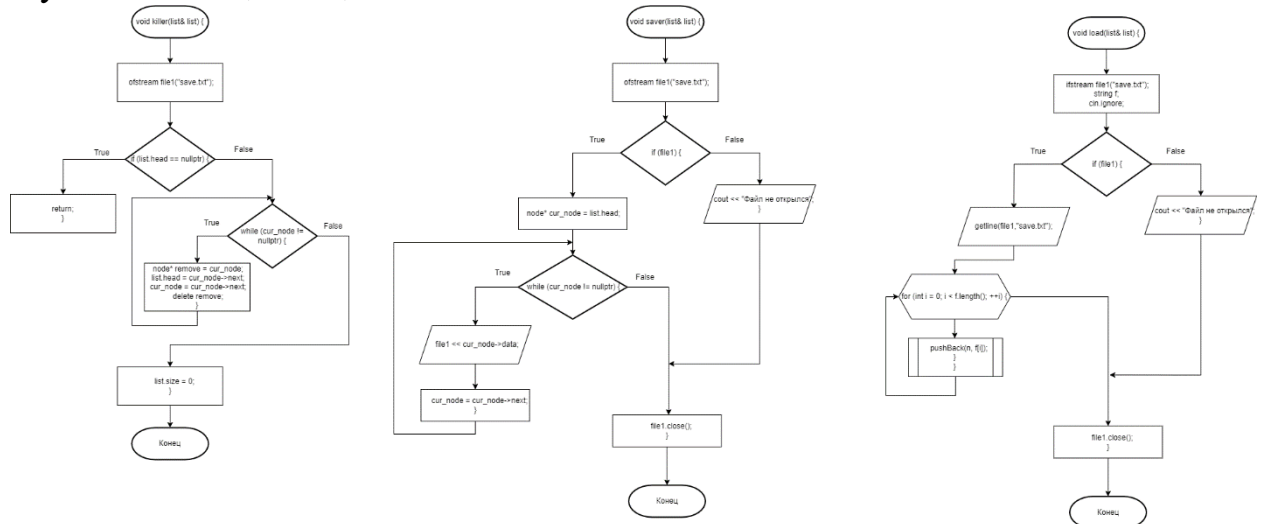 void killer(list& list) {
ofstream file1("save.txt");
if (list.head == nullptr) {
True
False
return;
}
while (cur_node !=
nullptr) {
True
False
node* remove = cur_node;
list.head = cur_node->next;
cur_node = cur_node->next;
delete remove;
}
list.size = 0;
}
Конец
void saver(list& list) {
ofstream file1("save.txt");
if (file1) {
True
False
node* cur_node = list.head;
cout << "Файл не открылся";
}
while (cur_node != nullptr) {
True
False
file1 << cur_node->data;
cur_node = cur_node->next;
}
file1.close();
}
Конец
void load(list& list) {
ifstream file1("save.txt");
string f;
cin.ignore;
if (file1) {
True
False
getline(file1,"save.txt");
cout << "Файл не открылся";
}
for (int i = 0; i < f.length(); ++i) {
pushBack(n, f[i]);
}
}
file1.close();
}
Конец